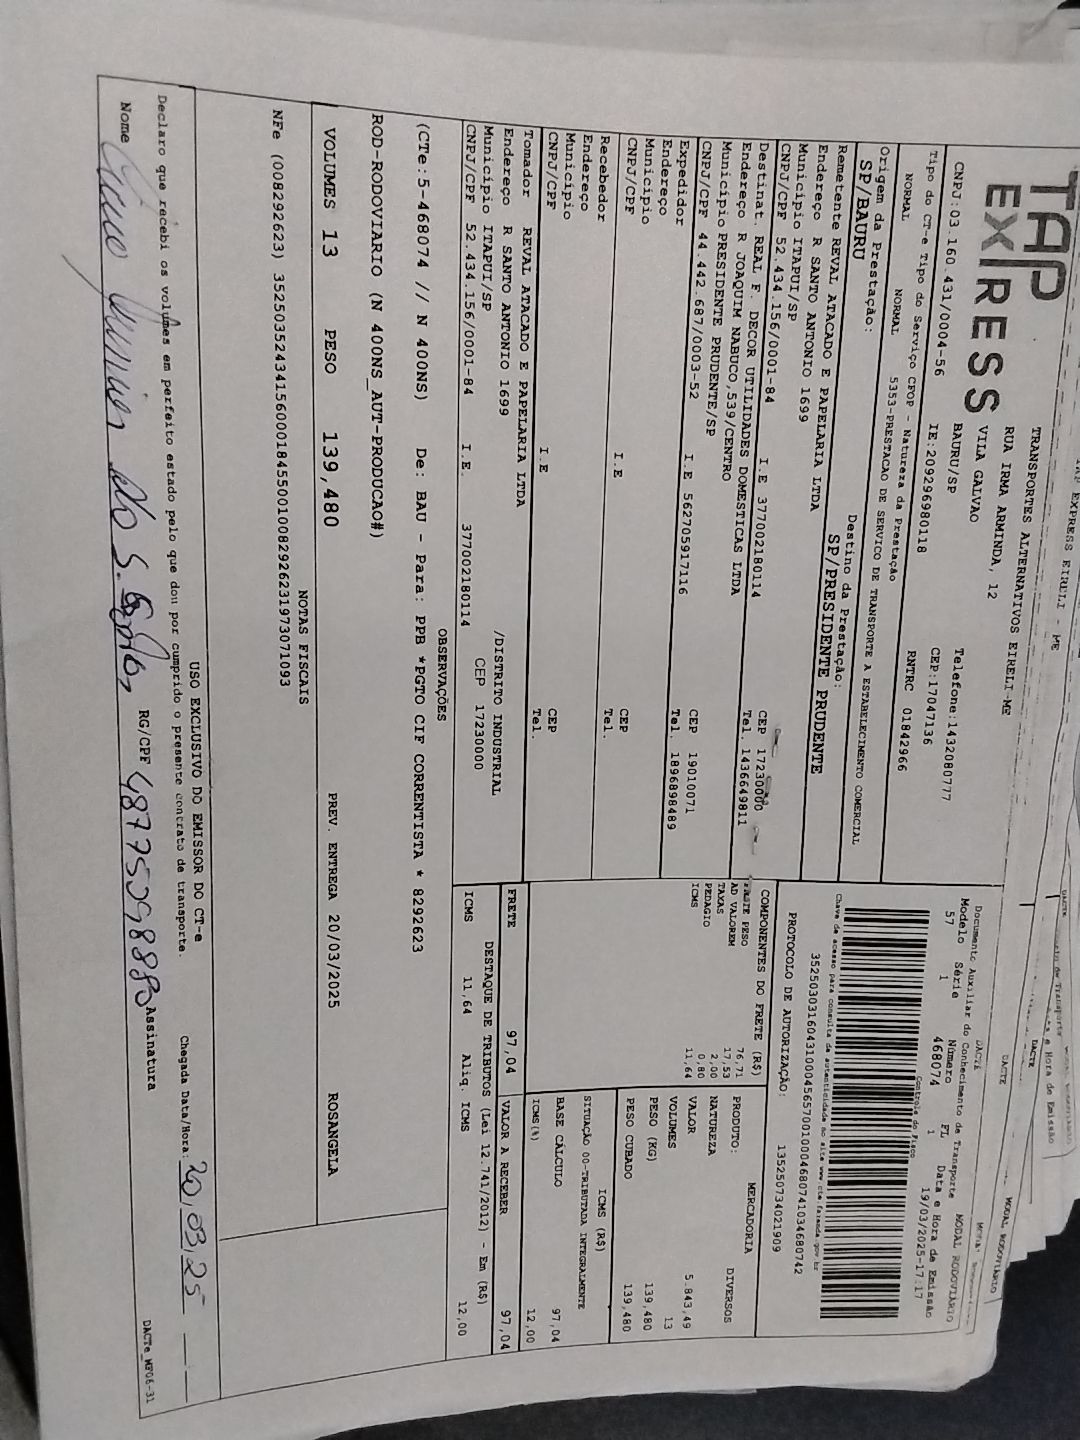 TAP
EXPRESS
TRANSPORTES ALTERNATIVOS EIRELI-ME
RUA IRMA ARMINDA, 12
VILA GALVAO
BAURU/SP
CEP:17047136
Telefone:1432080777
CNPJ:03.160.431/0004-56
IE:209296980118
RNTRC 01842966
Tipo do CT-e Tipo do Serviço CFOP - Natureza da Prestação
NORMAL NORMAL 5353-PRESTACAO DE SERVICO DE TRANSPORTE A ESTABELECIMENTO COMERCIAL
Origem da Prestação: Destino da Prestação:
SP/BAURU SP/PRESIDENTE PRUDENTE
Remetente REVAL ATACADO E PAPELARIA LTDA
Endereço R SANTO ANTONIO 1699
Município ITAPUI/SP CEP 17230000
CNPJ/CPF 52.434.156/0001-84 I.E 377002180114 Tel. 1436649811
Destinat. REAL F. DECOR UTILIDADES DOMESTICAS LTDA
Endereço R JOAQUIM NABUCO,539/CENTRO
Município PRESIDENTE PRUDENTE/SP CEP 19010071
CNPJ/CPF 44.442.687/0003-52 I.E 562705917116 Tel. 1896898489
Expedidor
Endereço
Município CEP
CNPJ/CPF I.E Tel.
Recebedor
Endereço
Município CEP
CNPJ/CPF I.E Tel.
Tomador REVAL ATACADO E PAPELARIA LTDA
Endereço R SANTO ANTONIO 1699 /DISTRITO INDUSTRIAL
Município ITAPUI/SP CEP 17230000
CNPJ/CPF 52.434.156/0001-84 I.E 377002180114
DACTE
Documento Auxiliar do Conhecimento de Transporte MODAL RODOVIÁRIO
Modelo Série Número FL Data e Hora de Emissão
57 1 468074 1 19/03/2025-17:17
Controle do Fisco
Chave de acesso para consulta de autenticidade no site www.cte.fazenda.gov.br
35250303160431000456570010004680741034680742
PROTOCOLO DE AUTORIZAÇÃO: 135250734021909
COMPONENTES DO FRETE (R$)
FRETE PESO 76,71
AD VALOREM 17,53
TAXAS 2,00
PEDAGIO 0,80
ICMS 11,64
PRODUTO: MERCADORIA
NATUREZA DIVERSOS
VALOR 5.843,49
VOLUMES 13
PESO (KG) 139,480
PESO CUBADO 139,480
ICMS (R$)
SITUAÇÃO 00-TRIBUTADA INTEGRALMENTE
BASE CÁLCULO 97,04
ICMS(%) 12,00
FRETE 97,04 VALOR A RECEBER 97,04
DESTAQUE DE TRIBUTOS (Lei 12.741/2012) - Em (R$)
ICMS 11,64 Aliq. ICMS 12,00
OBSERVAÇÕES
(CTe:5-468074 // N 400NS) De: BAU - Para: PPB *PGTO CIF CORRENTISTA * 8292623
ROD-RODOVIARIO (N 400NS_AUT-PRODUCAO#)
VOLUMES 13 PESO 139,480 PREV. ENTREGA 20/03/2025 ROSANGELA
NOTAS FISCAIS
NFe (008292623) 35250352434156000184550010082926231973071093
USO EXCLUSIVO DO EMISSOR DO CT-e
Declaro que recebi os volumes em perfeito estado pelo que dou por cumprido o presente contrato de transporte. Chegada Data/Hora: 20/03/25
Nome Junior do S. Santos RG/CPF 48775098880 Assinatura
DACTe_MP06-31